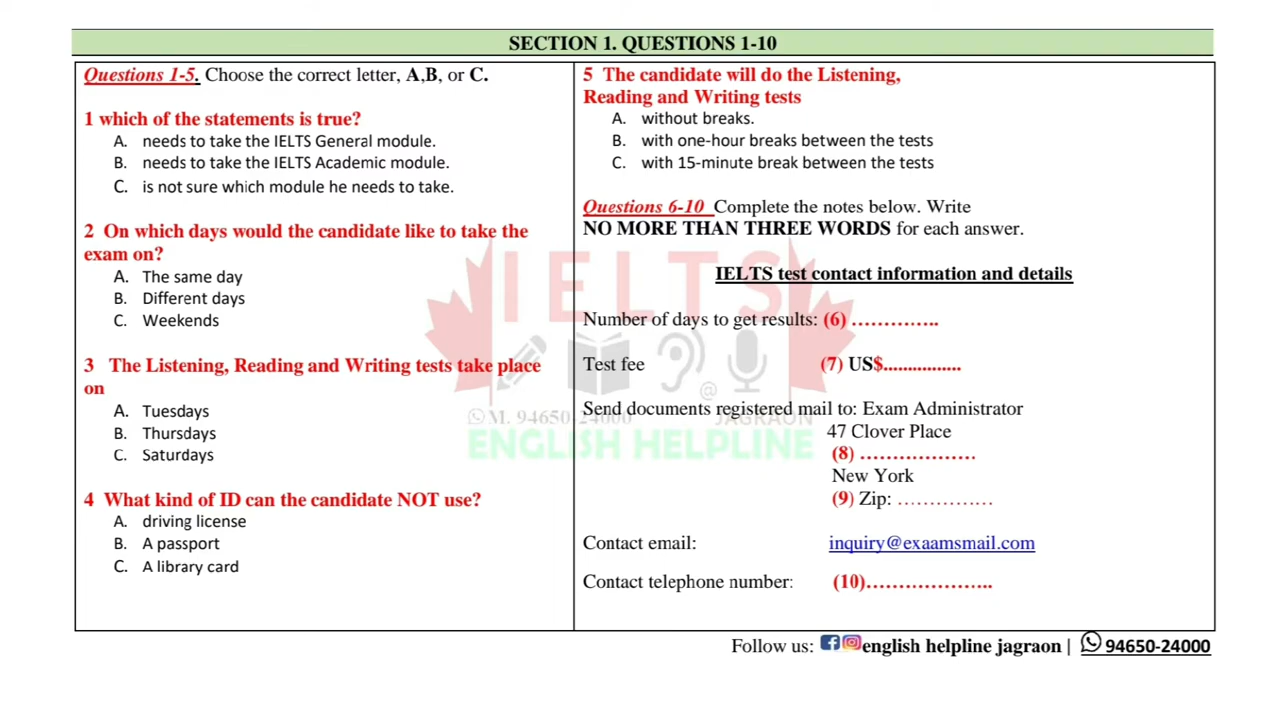 SECTION 1. QUESTIONS 1-10
Questions 1-5. Choose the correct letter, A,B, or C.
1 which of the statements is true?
A. needs to take the IELTS General module.
B. needs to take the IELTS Academic module.
C. is not sure which module he needs to take.
2 On which days would the candidate like to take the
exam on?
A. The same day
B. Different days
C. Weekends
3 The Listening, Reading and Writing tests take place
on
A. Tuesdays
B. Thursdays
C. Saturdays
4 What kind of ID can the candidate NOT use?
A. driving license
B. A passport
C. A library card
5 The candidate will do the Listening,
Reading and Writing tests
A. without breaks.
B. with one-hour breaks between the tests
C. with 15-minute break between the tests
Questions 6-10 Complete the notes below. Write
NO MORE THAN THREE WORDS for each answer.
IELTS test contact information and details
Number of days to get results: (6) …………..
Test fee (7) US$................
Send documents registered mail to: Exam Administrator
47 Clover Place
(8) ………………
New York
(9) Zip: ……………
Contact email: inquiry@exaamsmail.com
Contact telephone number: (10)………………..
IELTS
@
M. 94650-24000 JAGRAON
ENGLISH HELPLINE
Follow us: english helpline jagraon | 94650-24000